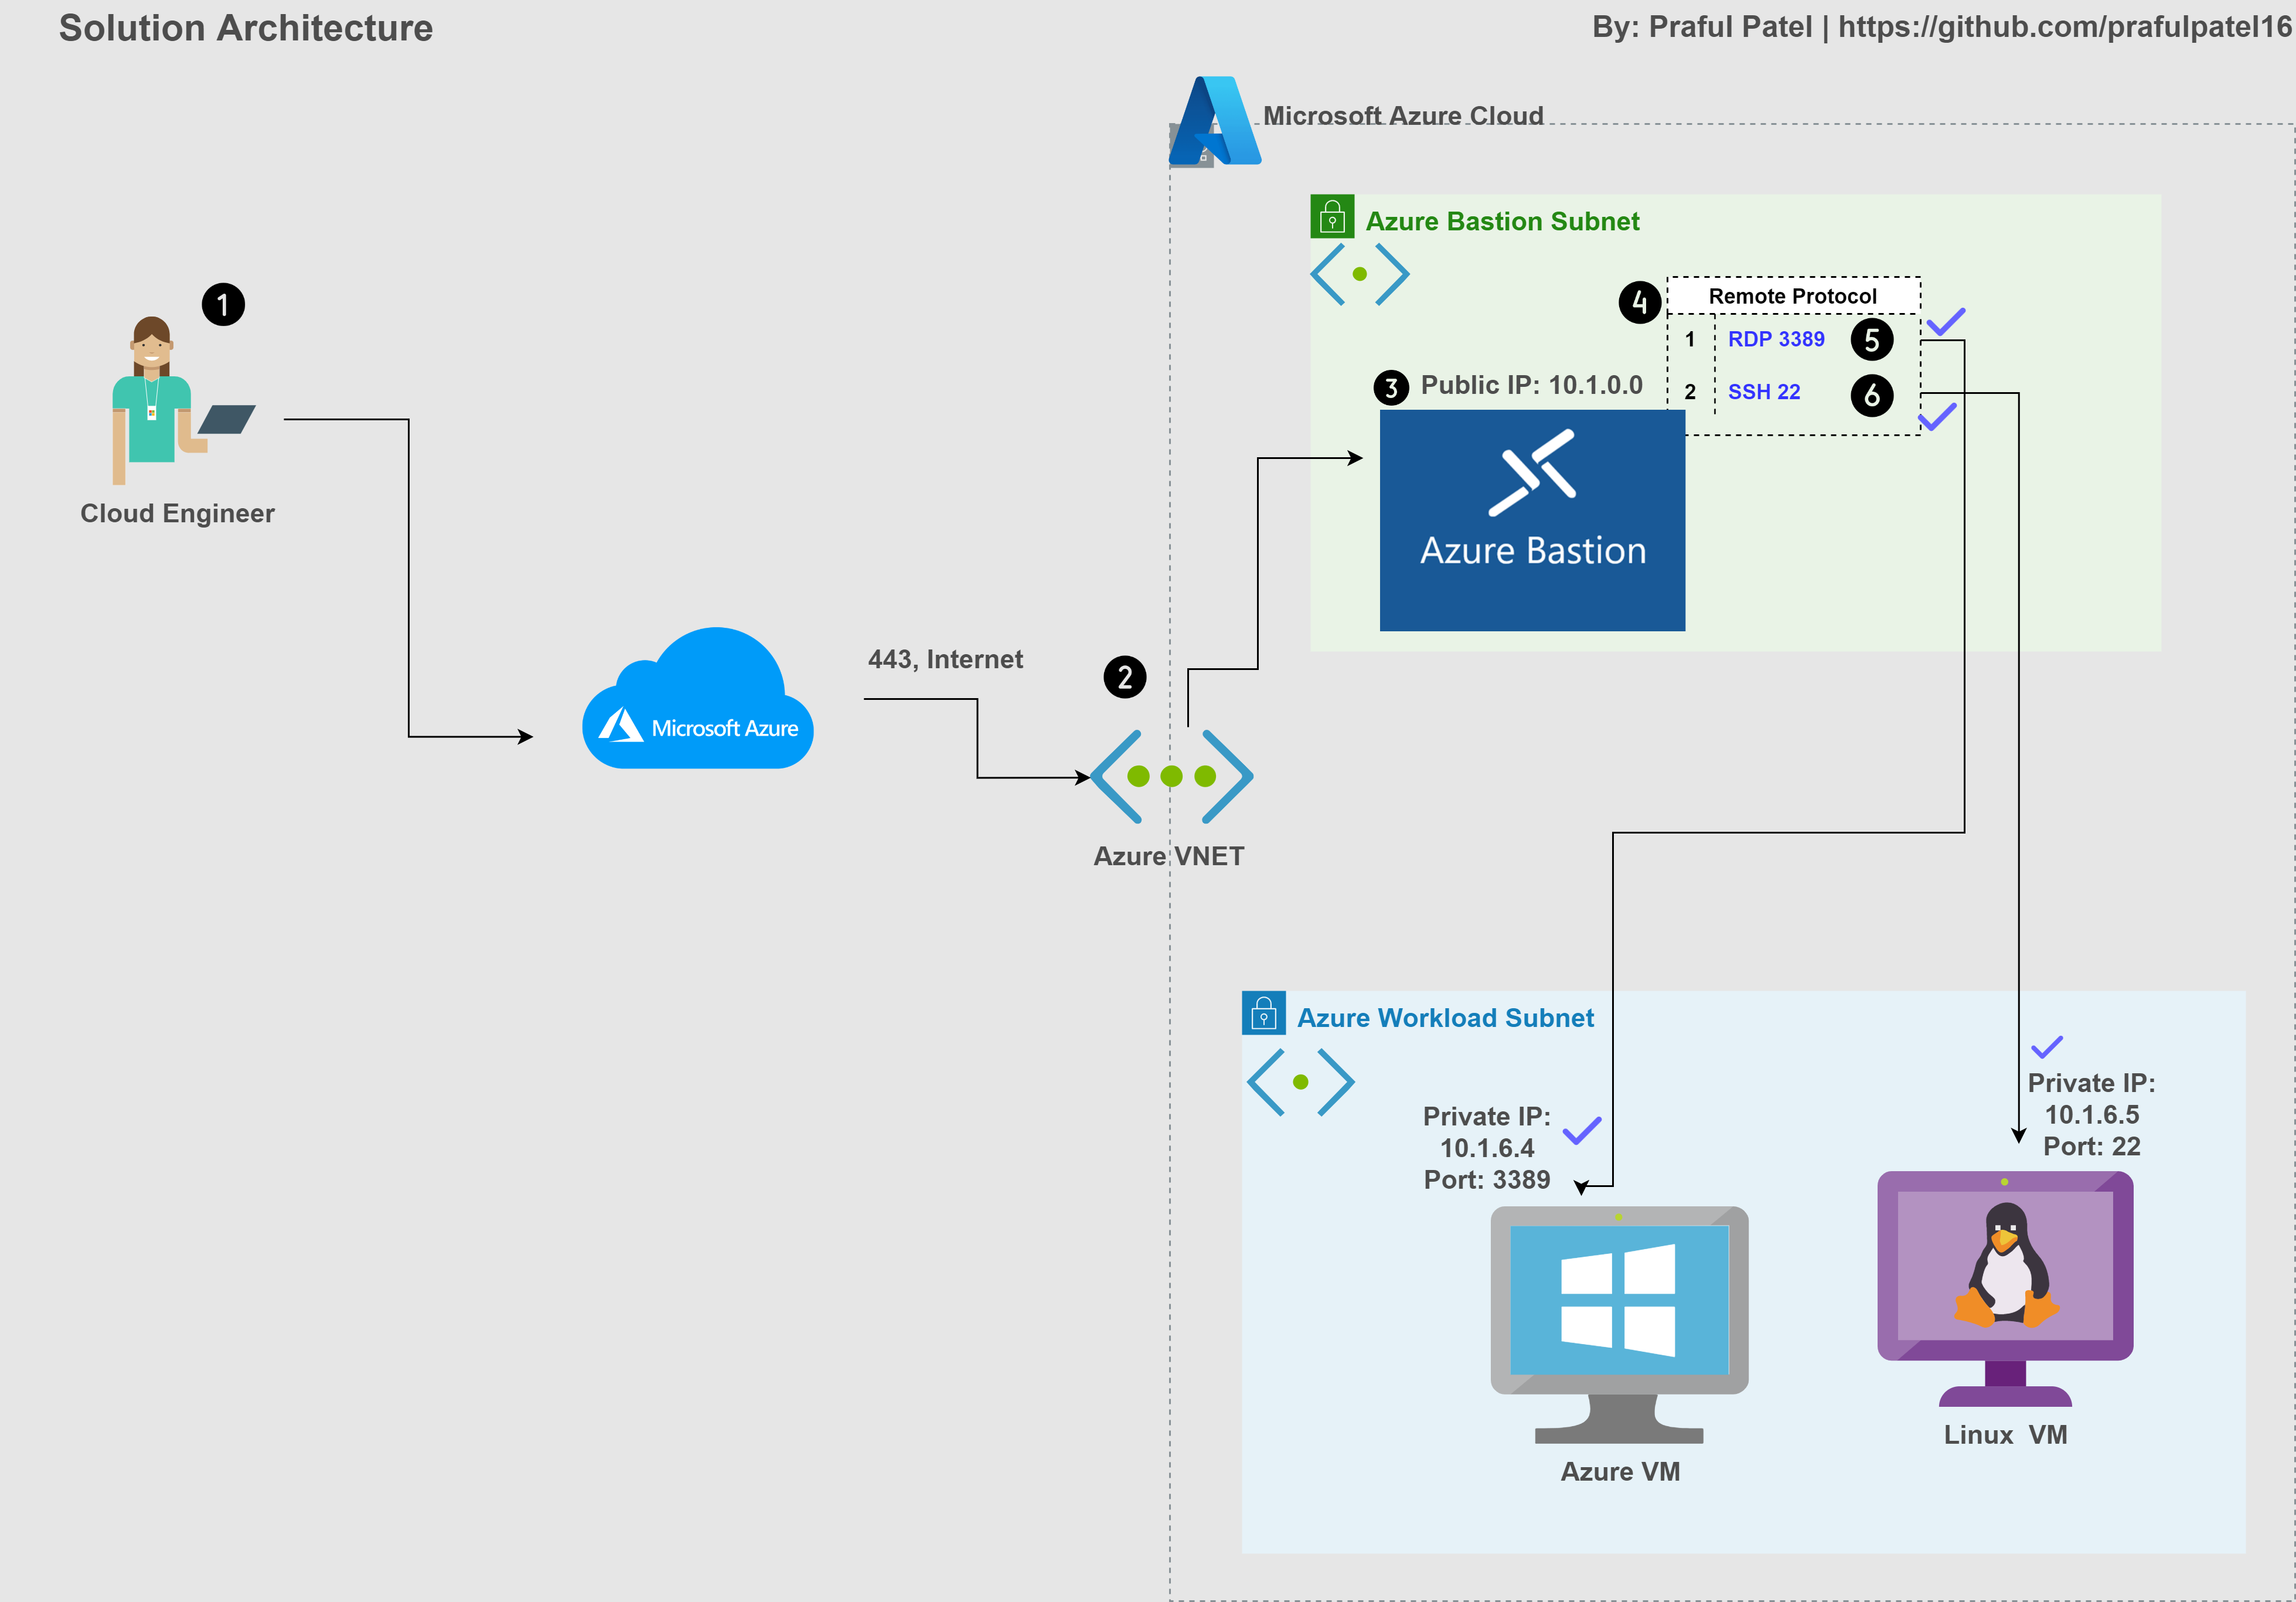 Solution Architecture
By: Praful Patel | https://github.com/prafulpatel16
Microsoft Azure Cloud
Azure Bastion Subnet
1
4
Remote Protocol
1 RDP 3389 5
3 Public IP: 10.1.0.0
2 SSH 22 6
Azure Bastion
Cloud Engineer
443, Internet
2
Microsoft Azure
Azure VNET
Azure Workload Subnet
Private IP:
10.1.6.4
Port: 3389
Private IP:
10.1.6.5
Port: 22
Linux  VM
Azure VM